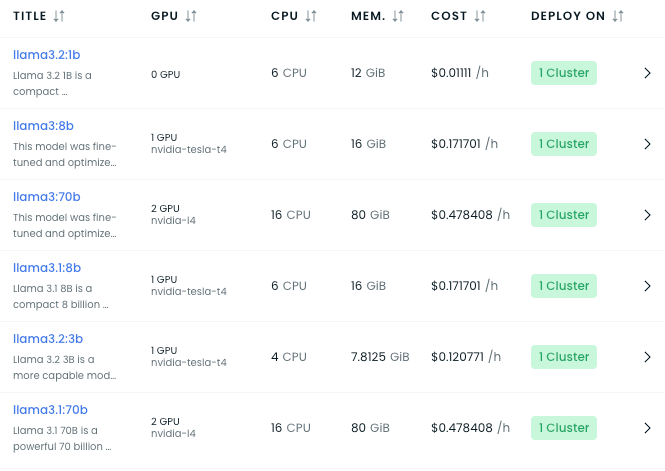 TITLE GPU CPU MEM. COST DEPLOY ON
llama3.2:1b
Llama 3.2 1B is a
compact ...
0 GPU
6 CPU
12 GiB
$0.01111 /h
1 Cluster
llama3:8b
This model was fine-
tuned and optimize...
1 GPU
nvidia-tesla-t4
6 CPU
16 GiB
$0.171701 /h
1 Cluster
llama3:70b
This model was fine-
tuned and optimize...
2 GPU
nvidia-l4
16 CPU
80 GiB
$0.478408 /h
1 Cluster
llama3.1:8b
Llama 3.1 8B is a
compact 8 billion ...
1 GPU
nvidia-tesla-t4
6 CPU
16 GiB
$0.171701 /h
1 Cluster
llama3.2:3b
Llama 3.2 3B is a
more capable mod...
1 GPU
nvidia-tesla-t4
4 CPU
7.8125 GiB
$0.120771 /h
1 Cluster
llama3.1:70b
Llama 3.1 70B is a
powerful 70 billion ...
2 GPU
nvidia-l4
16 CPU
80 GiB
$0.478408 /h
1 Cluster